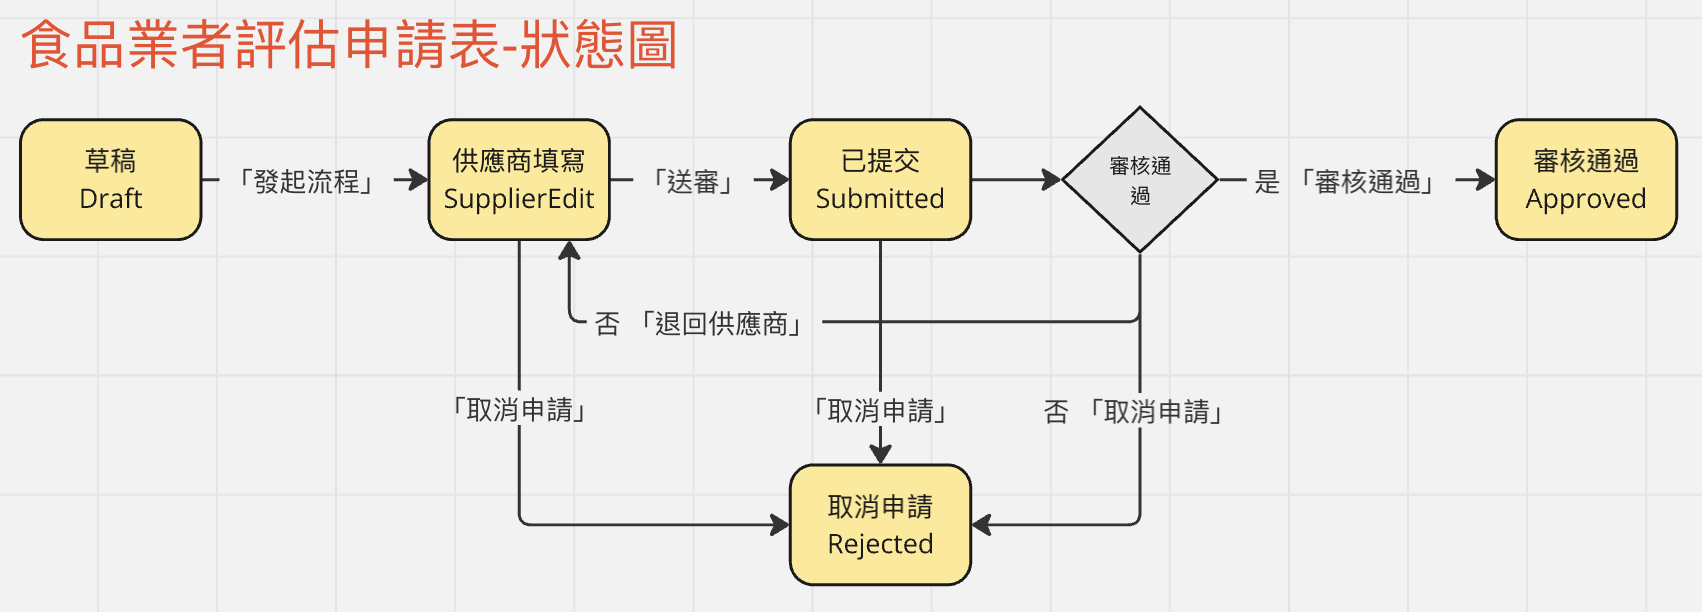 食品業者評估申請表-狀態圖
草稿
Draft
「發起流程」
供應商填寫
SupplierEdit
「送審」
已提交
Submitted
審核通
過
是 「審核通過」
審核通過
Approved
否 「退回供應商」
「取消申請」
「取消申請」
否 「取消申請」
取消申請
Rejected